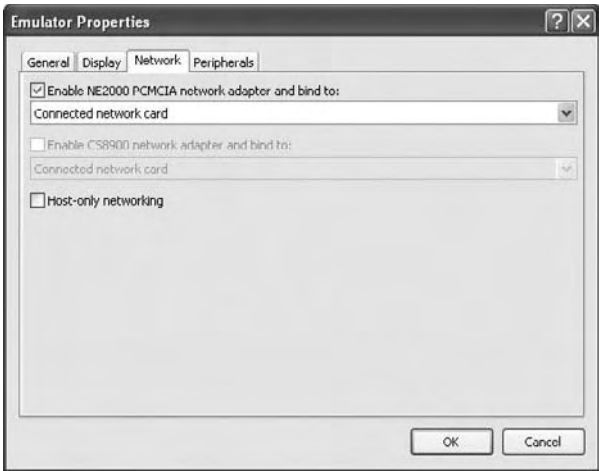 Emulator Properties
General Display Network Peripherals
Enable NE2000 PCMCIA network adapter and bind to:
Connected network card
Enable CS8900 network adapter and bind to:
Connected network card
Host-only networking
OK Cancel